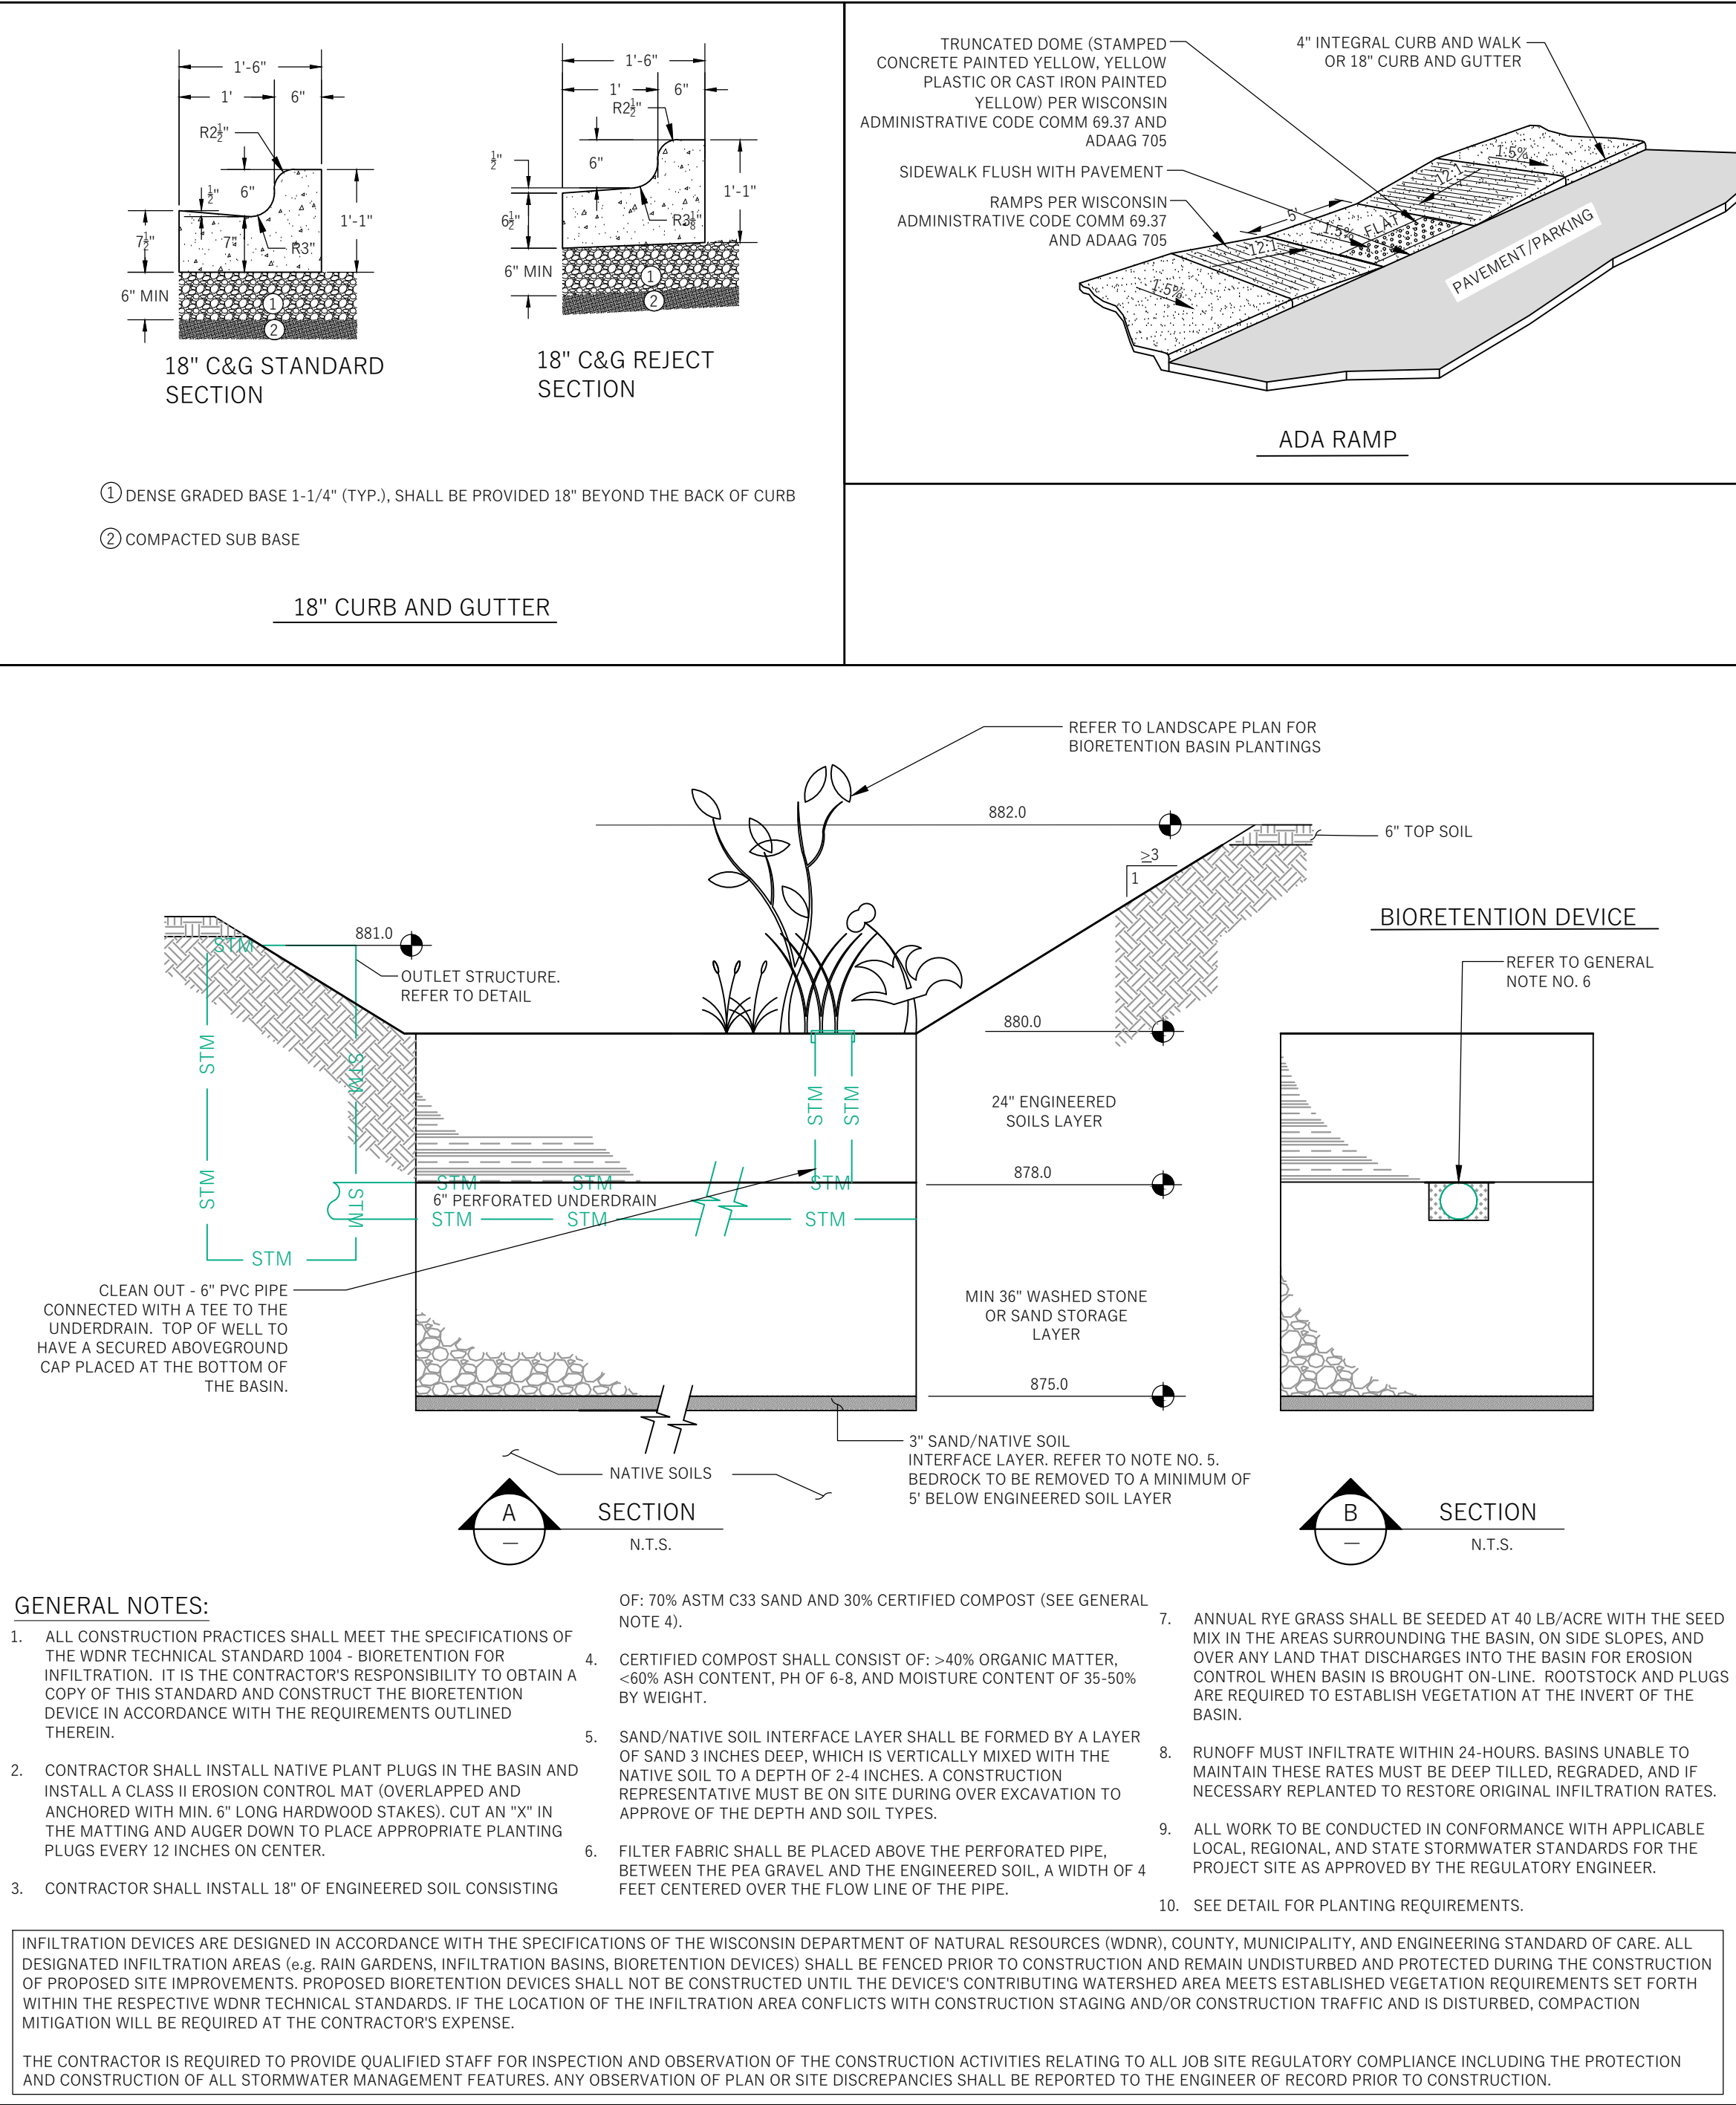 1'-6"
1'
6"
R2½"
½"
6"
7½"
7"
R3"
1'-1"
6" MIN
1
2
18" C&G STANDARD
SECTION
1'-6"
1'
6"
R2½"
½"
6"
6½"
R3⅛"
1'-1"
6" MIN
1
2
18" C&G REJECT
SECTION
1 DENSE GRADED BASE 1-1/4" (TYP.), SHALL BE PROVIDED 18" BEYOND THE BACK OF CURB
2 COMPACTED SUB BASE
18" CURB AND GUTTER
TRUNCATED DOME (STAMPED
CONCRETE PAINTED YELLOW, YELLOW
PLASTIC OR CAST IRON PAINTED
YELLOW) PER WISCONSIN
ADMINISTRATIVE CODE COMM 69.37 AND
ADAAG 705
SIDEWALK FLUSH WITH PAVEMENT
RAMPS PER WISCONSIN
ADMINISTRATIVE CODE COMM 69.37
AND ADAAG 705
4" INTEGRAL CURB AND WALK
OR 18" CURB AND GUTTER
1.5%
12:1
5'
1.5%
FLAT
12:1
1.5%
PAVEMENT/PARKING
ADA RAMP
REFER TO LANDSCAPE PLAN FOR
BIORETENTION BASIN PLANTINGS
882.0
6" TOP SOIL
≥3
1
BIORETENTION DEVICE
881.0
STM
OUTLET STRUCTURE.
REFER TO DETAIL
REFER TO GENERAL
NOTE NO. 6
880.0
STM
STM
STM
STM
24" ENGINEERED
SOILS LAYER
878.0
STM
STM
STM
STM
STM
6" PERFORATED UNDERDRAIN
STM
STM
STM
STM
CLEAN OUT - 6" PVC PIPE
CONNECTED WITH A TEE TO THE
UNDERDRAIN. TOP OF WELL TO
HAVE A SECURED ABOVEGROUND
CAP PLACED AT THE BOTTOM OF
THE BASIN.
MIN 36" WASHED STONE
OR SAND STORAGE
LAYER
875.0
3" SAND/NATIVE SOIL
INTERFACE LAYER. REFER TO NOTE NO. 5.
BEDROCK TO BE REMOVED TO A MINIMUM OF
5' BELOW ENGINEERED SOIL LAYER
NATIVE SOILS
A
SECTION
N.T.S.
B
SECTION
N.T.S.
GENERAL NOTES:
1. ALL CONSTRUCTION PRACTICES SHALL MEET THE SPECIFICATIONS OF
THE WDNR TECHNICAL STANDARD 1004 - BIORETENTION FOR
INFILTRATION. IT IS THE CONTRACTOR'S RESPONSIBILITY TO OBTAIN A
COPY OF THIS STANDARD AND CONSTRUCT THE BIORETENTION
DEVICE IN ACCORDANCE WITH THE REQUIREMENTS OUTLINED
THEREIN.
2. CONTRACTOR SHALL INSTALL NATIVE PLANT PLUGS IN THE BASIN AND
INSTALL A CLASS II EROSION CONTROL MAT (OVERLAPPED AND
ANCHORED WITH MIN. 6" LONG HARDWOOD STAKES). CUT AN "X" IN
THE MATTING AND AUGER DOWN TO PLACE APPROPRIATE PLANTING
PLUGS EVERY 12 INCHES ON CENTER.
3. CONTRACTOR SHALL INSTALL 18" OF ENGINEERED SOIL CONSISTING
OF: 70% ASTM C33 SAND AND 30% CERTIFIED COMPOST (SEE GENERAL
NOTE 4).
4. CERTIFIED COMPOST SHALL CONSIST OF: >40% ORGANIC MATTER,
<60% ASH CONTENT, PH OF 6-8, AND MOISTURE CONTENT OF 35-50%
BY WEIGHT.
5. SAND/NATIVE SOIL INTERFACE LAYER SHALL BE FORMED BY A LAYER
OF SAND 3 INCHES DEEP, WHICH IS VERTICALLY MIXED WITH THE
NATIVE SOIL TO A DEPTH OF 2-4 INCHES. A CONSTRUCTION
REPRESENTATIVE MUST BE ON SITE DURING OVER EXCAVATION TO
APPROVE OF THE DEPTH AND SOIL TYPES.
6. FILTER FABRIC SHALL BE PLACED ABOVE THE PERFORATED PIPE,
BETWEEN THE PEA GRAVEL AND THE ENGINEERED SOIL, A WIDTH OF 4
FEET CENTERED OVER THE FLOW LINE OF THE PIPE.
7. ANNUAL RYE GRASS SHALL BE SEEDED AT 40 LB/ACRE WITH THE SEED
MIX IN THE AREAS SURROUNDING THE BASIN, ON SIDE SLOPES, AND
OVER ANY LAND THAT DISCHARGES INTO THE BASIN FOR EROSION
CONTROL WHEN BASIN IS BROUGHT ON-LINE. ROOTSTOCK AND PLUGS
ARE REQUIRED TO ESTABLISH VEGETATION AT THE INVERT OF THE
BASIN.
8. RUNOFF MUST INFILTRATE WITHIN 24-HOURS. BASINS UNABLE TO
MAINTAIN THESE RATES MUST BE DEEP TILLED, REGRADED, AND IF
NECESSARY REPLANTED TO RESTORE ORIGINAL INFILTRATION RATES.
9. ALL WORK TO BE CONDUCTED IN CONFORMANCE WITH APPLICABLE
LOCAL, REGIONAL, AND STATE STORMWATER STANDARDS FOR THE
PROJECT SITE AS APPROVED BY THE REGULATORY ENGINEER.
10. SEE DETAIL FOR PLANTING REQUIREMENTS.
INFILTRATION DEVICES ARE DESIGNED IN ACCORDANCE WITH THE SPECIFICATIONS OF THE WISCONSIN DEPARTMENT OF NATURAL RESOURCES (WDNR), COUNTY, MUNICIPALITY, AND ENGINEERING STANDARD OF CARE. ALL
DESIGNATED INFILTRATION AREAS (e.g. RAIN GARDENS, INFILTRATION BASINS, BIORETENTION DEVICES) SHALL BE FENCED PRIOR TO CONSTRUCTION AND REMAIN UNDISTURBED AND PROTECTED DURING THE CONSTRUCTION
OF PROPOSED SITE IMPROVEMENTS. PROPOSED BIORETENTION DEVICES SHALL NOT BE CONSTRUCTED UNTIL THE DEVICE'S CONTRIBUTING WATERSHED AREA MEETS ESTABLISHED VEGETATION REQUIREMENTS SET FORTH
WITHIN THE RESPECTIVE WDNR TECHNICAL STANDARDS. IF THE LOCATION OF THE INFILTRATION AREA CONFLICTS WITH CONSTRUCTION STAGING AND/OR CONSTRUCTION TRAFFIC AND IS DISTURBED, COMPACTION
MITIGATION WILL BE REQUIRED AT THE CONTRACTOR'S EXPENSE.
THE CONTRACTOR IS REQUIRED TO PROVIDE QUALIFIED STAFF FOR INSPECTION AND OBSERVATION OF THE CONSTRUCTION ACTIVITIES RELATING TO ALL JOB SITE REGULATORY COMPLIANCE INCLUDING THE PROTECTION
AND CONSTRUCTION OF ALL STORMWATER MANAGEMENT FEATURES. ANY OBSERVATION OF PLAN OR SITE DISCREPANCIES SHALL BE REPORTED TO THE ENGINEER OF RECORD PRIOR TO CONSTRUCTION.